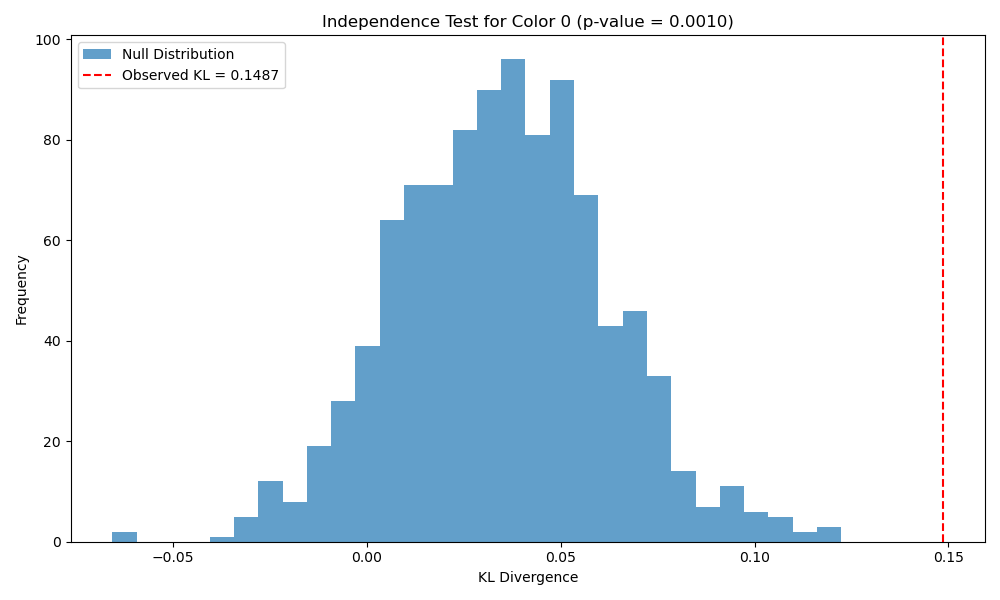 Independence Test for Color 0 (p-value = 0.0010)
Null Distribution
Observed KL = 0.1487
100
80
60
40
20
0
Frequency
−0.05
0.00
0.05
0.10
0.15
KL Divergence